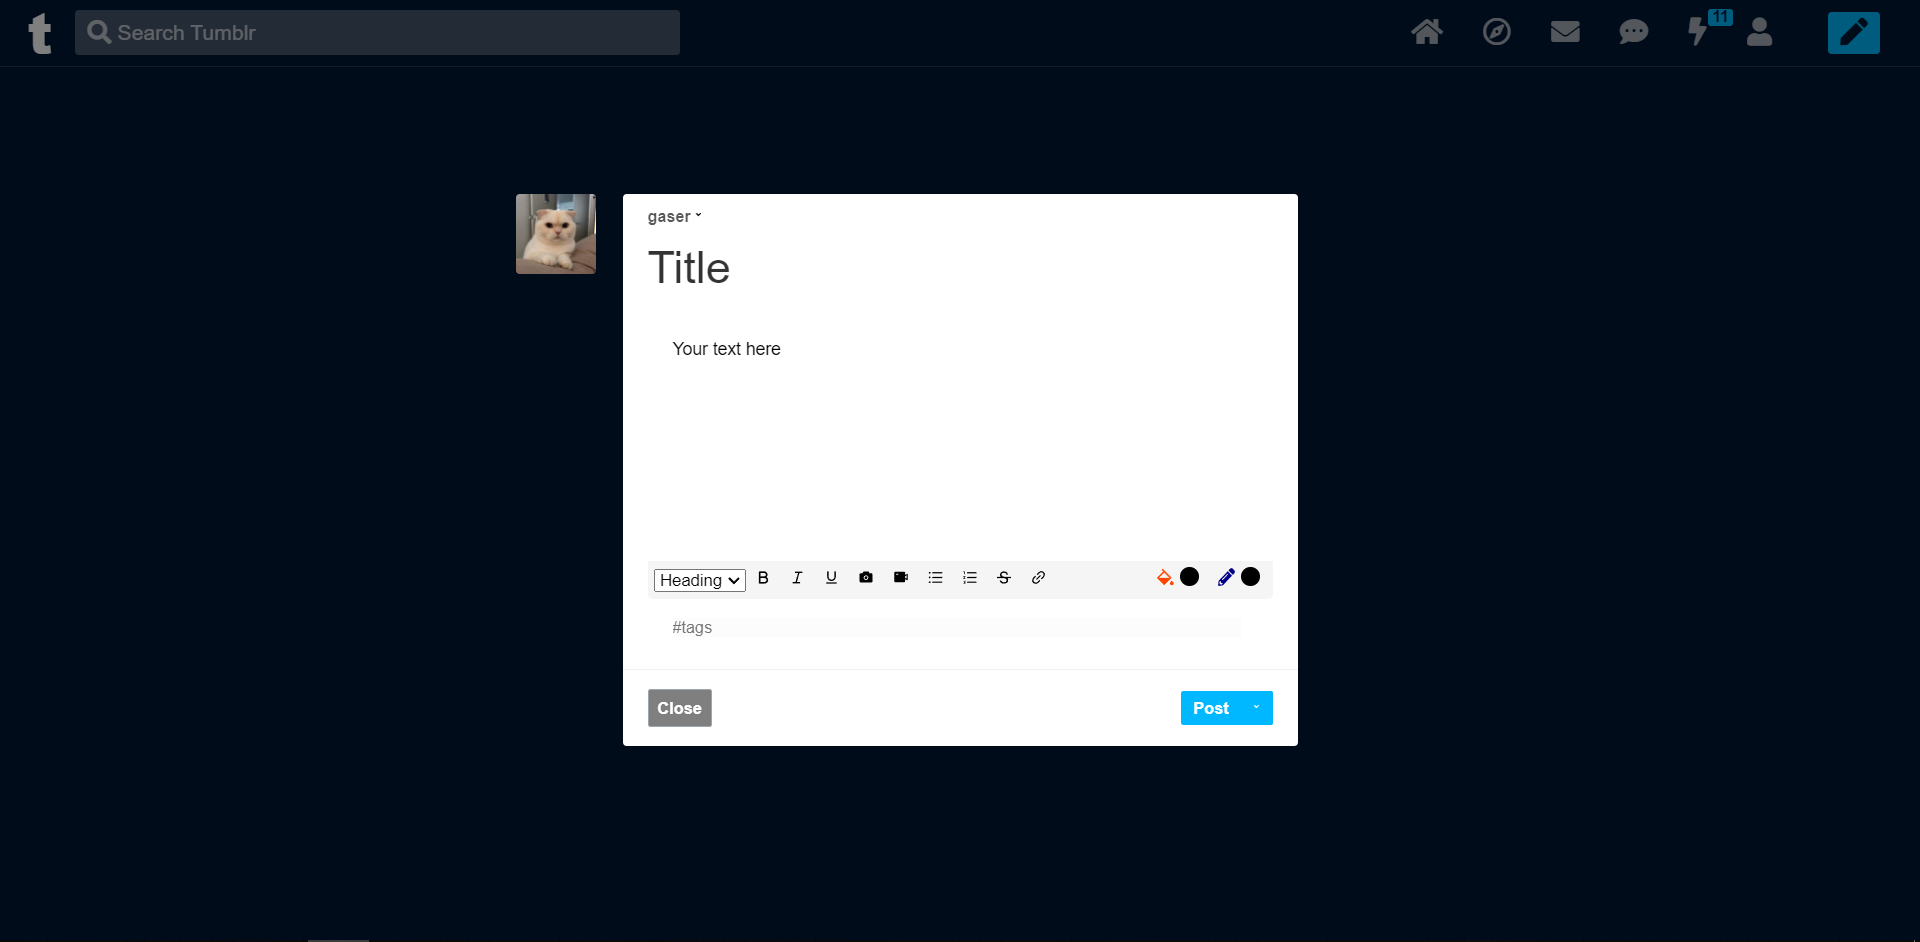 t
Search Tumblr
11
gaser
Title
Your text here
Heading B I U S
#tags
Close
Post